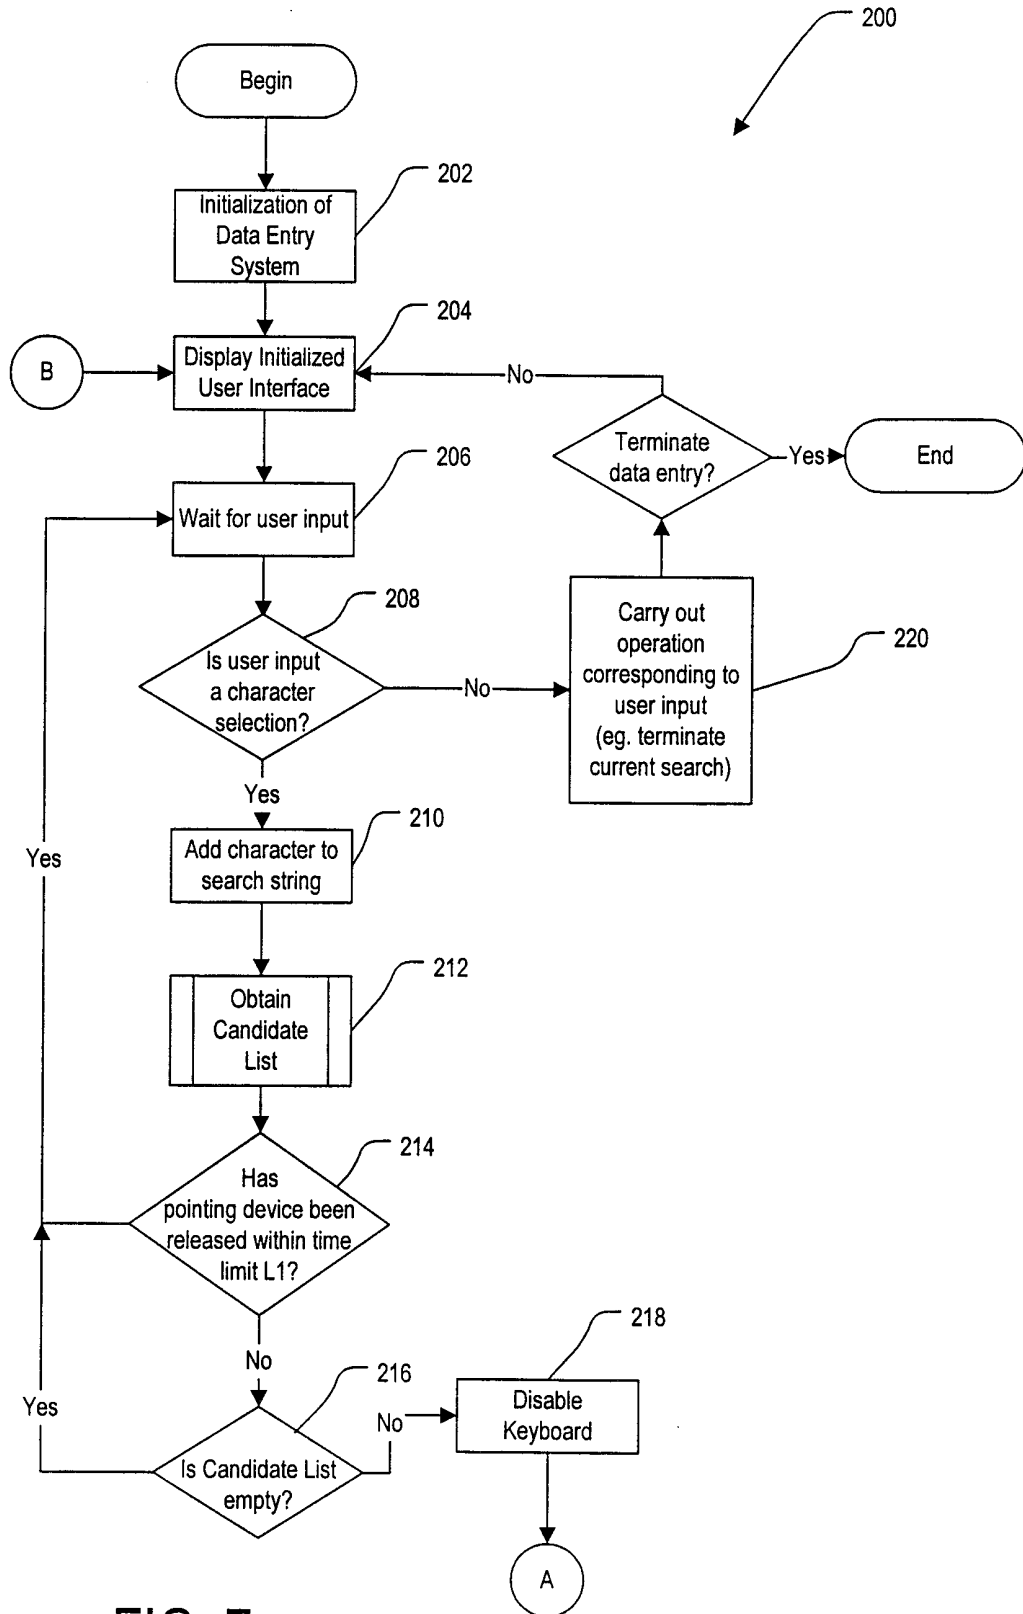 200
Begin
202
Initialization of
Data Entry
System
204
B
Display Initialized
User Interface
No
Terminate
data entry?
Yes
End
206
Wait for user input
208
Is user input
a character
selection?
No
Carry out
operation
corresponding to
user input
(eg. terminate
current search)
220
Yes
210
Add character to
search string
Yes
212
Obtain
Candidate
List
214
Has
pointing device been
released within time
limit L1?
No
216
218
Disable
Keyboard
Yes
No
Is Candidate List
empty?
A